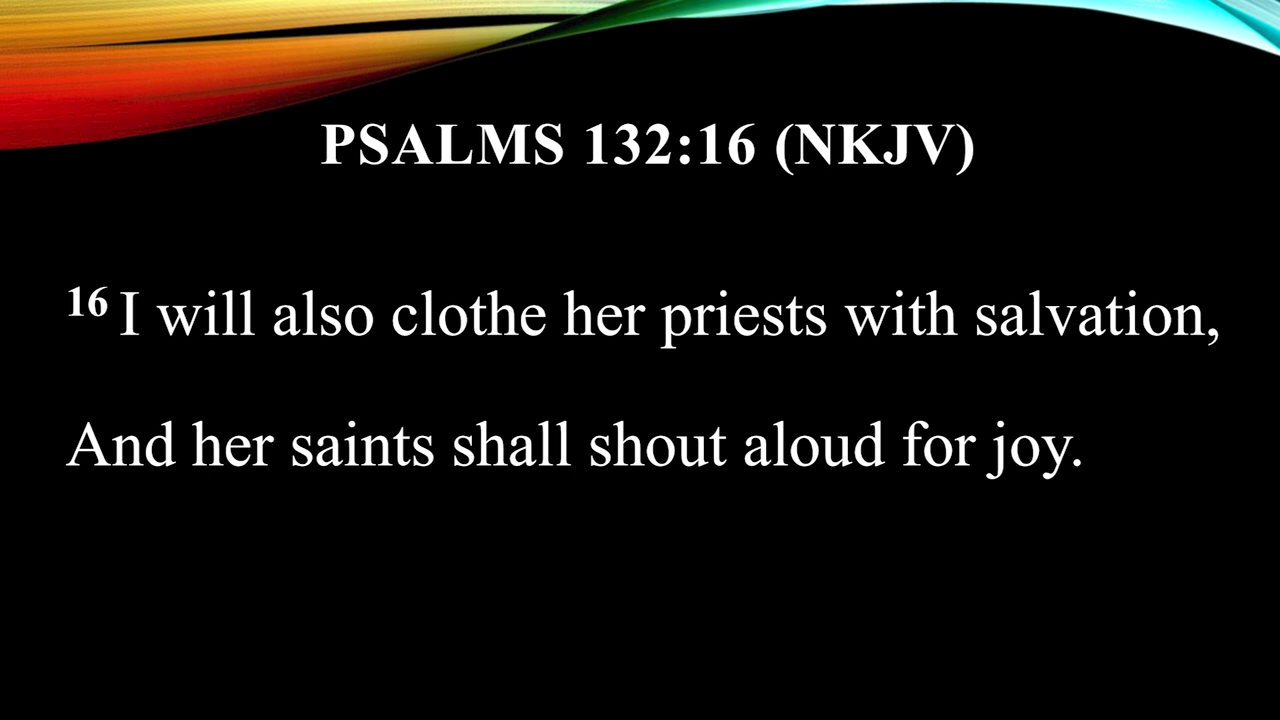 PSALMS 132:16 (NKJV)
16 I will also clothe her priests with salvation,
And her saints shall shout aloud for joy.